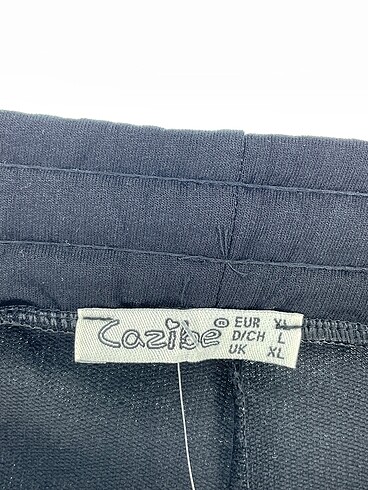 Cazibe ® EUR XL
D/CH L
UK XL